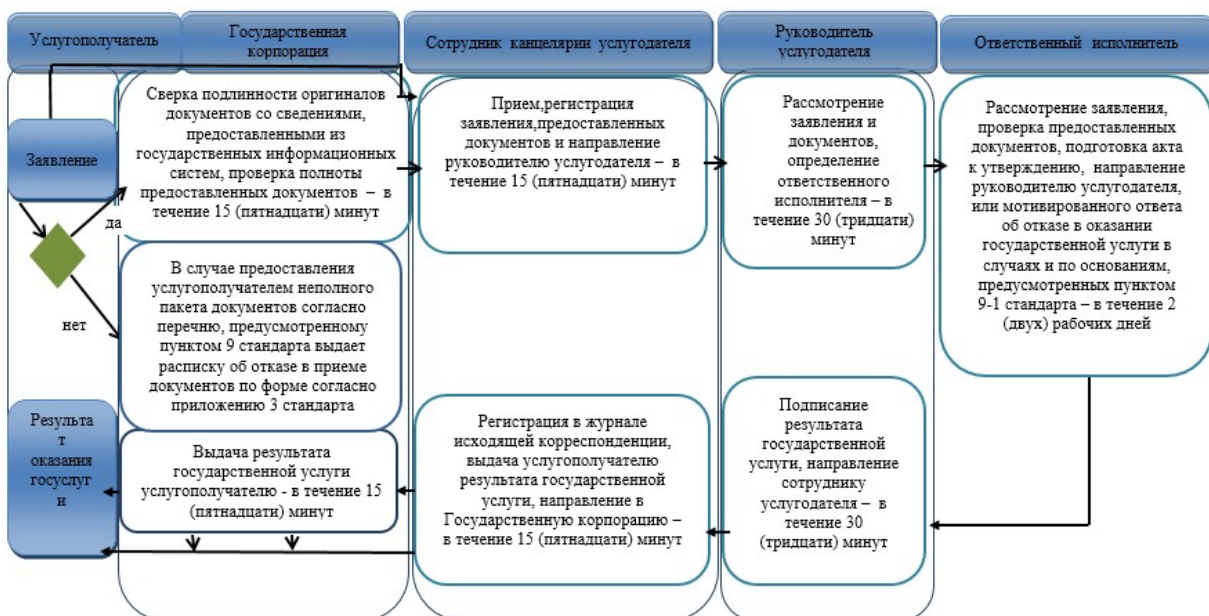 Услугополучатель
Государственная
корпорация
Сотрудник канцелярии услугодателя
Руководитель
услугодателя
Ответственный исполнитель
Заявление
да
нет
Сверка подлинности оригиналов
документов со сведениями,
предоставленными из
государственных информационных
систем, проверка полноты
предоставленных документов – в
течение 15 (пятнадцати) минут
Прием,регистрация
заявления,предоставленных
документов и направление
руководителю услугодателя – в
течение 15 (пятнадцати) минут
Рассмотрение
заявления и
документов,
определение
ответственного
исполнителя – в
течение 30 (тридцати)
минут
Рассмотрение заявления,
проверка предоставленных
документов, подготовка акта
к утверждению, направление
руководителю услугодателя,
или мотивированного ответа
об отказе в оказании
государственной услуги в
случаях и по основаниям,
предусмотренных пунктом
9-1 стандарта – в течение 2
(двух) рабочих дней
В случае предоставления
услугополучателем неполного
пакета документов согласно
перечню, предусмотренному
пунктом 9 стандарта выдает
расписку об отказе в приеме
документов по форме согласно
приложению 3 стандарта
Результа
т
оказания
госуслуг
и
Выдача результата
государственной услуги
услугополучателю - в течение 15
(пятнадцати) минут
Регистрация в журнале
исходящей корреспонденции,
выдача услугополучателю
результата государственной
услуги, направление в
Государственную корпорацию –
в течение 15 (пятнадцати) минут
Подписание
результата
государственной
услуги, направление
сотруднику
услугодателя – в
течение 30
(тридцати) минут